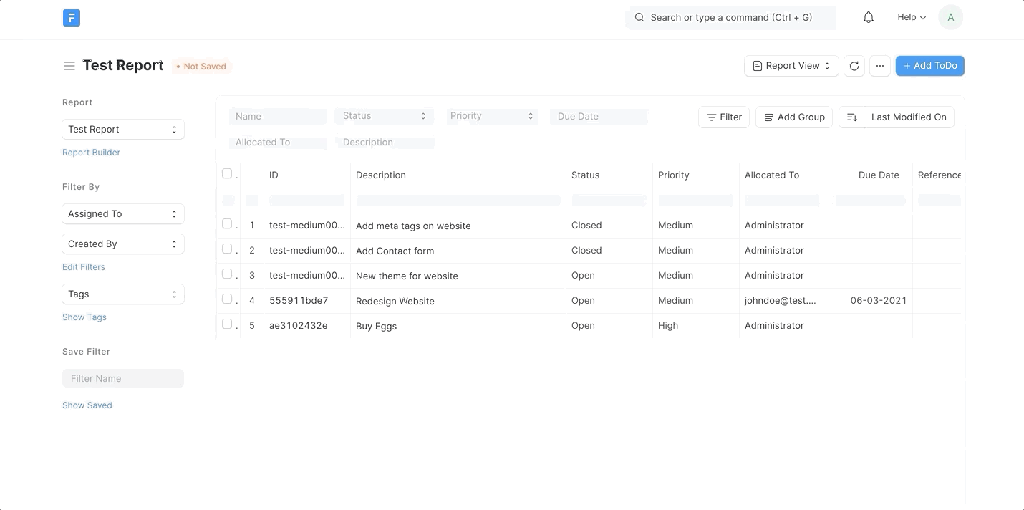 F
Search or type a command (Ctrl + G)
Help
A
Test Report
• Not Saved
Report View
...
+ Add ToDo
Report
Test Report
Report Builder
Filter By
Assigned To
Created By
Edit Filters
Tags
Show Tags
Save Filter
Filter Name
Show Saved
Name Status Priority Due Date
Filter
Add Group
Last Modified On
Allocated To Description
ID Description Status Priority Allocated To Due Date Reference
1 test-medium00... Add meta tags on website Closed Medium Administrator
2 test-medium00... Add Contact form Closed Medium Administrator
3 test-medium00... New theme for website Open Medium Administrator
4 555911bde7 Redesign Website Open Medium johndoe@test.... 06-03-2021
5 ae3102432e Buy Eggs Open High Administrator